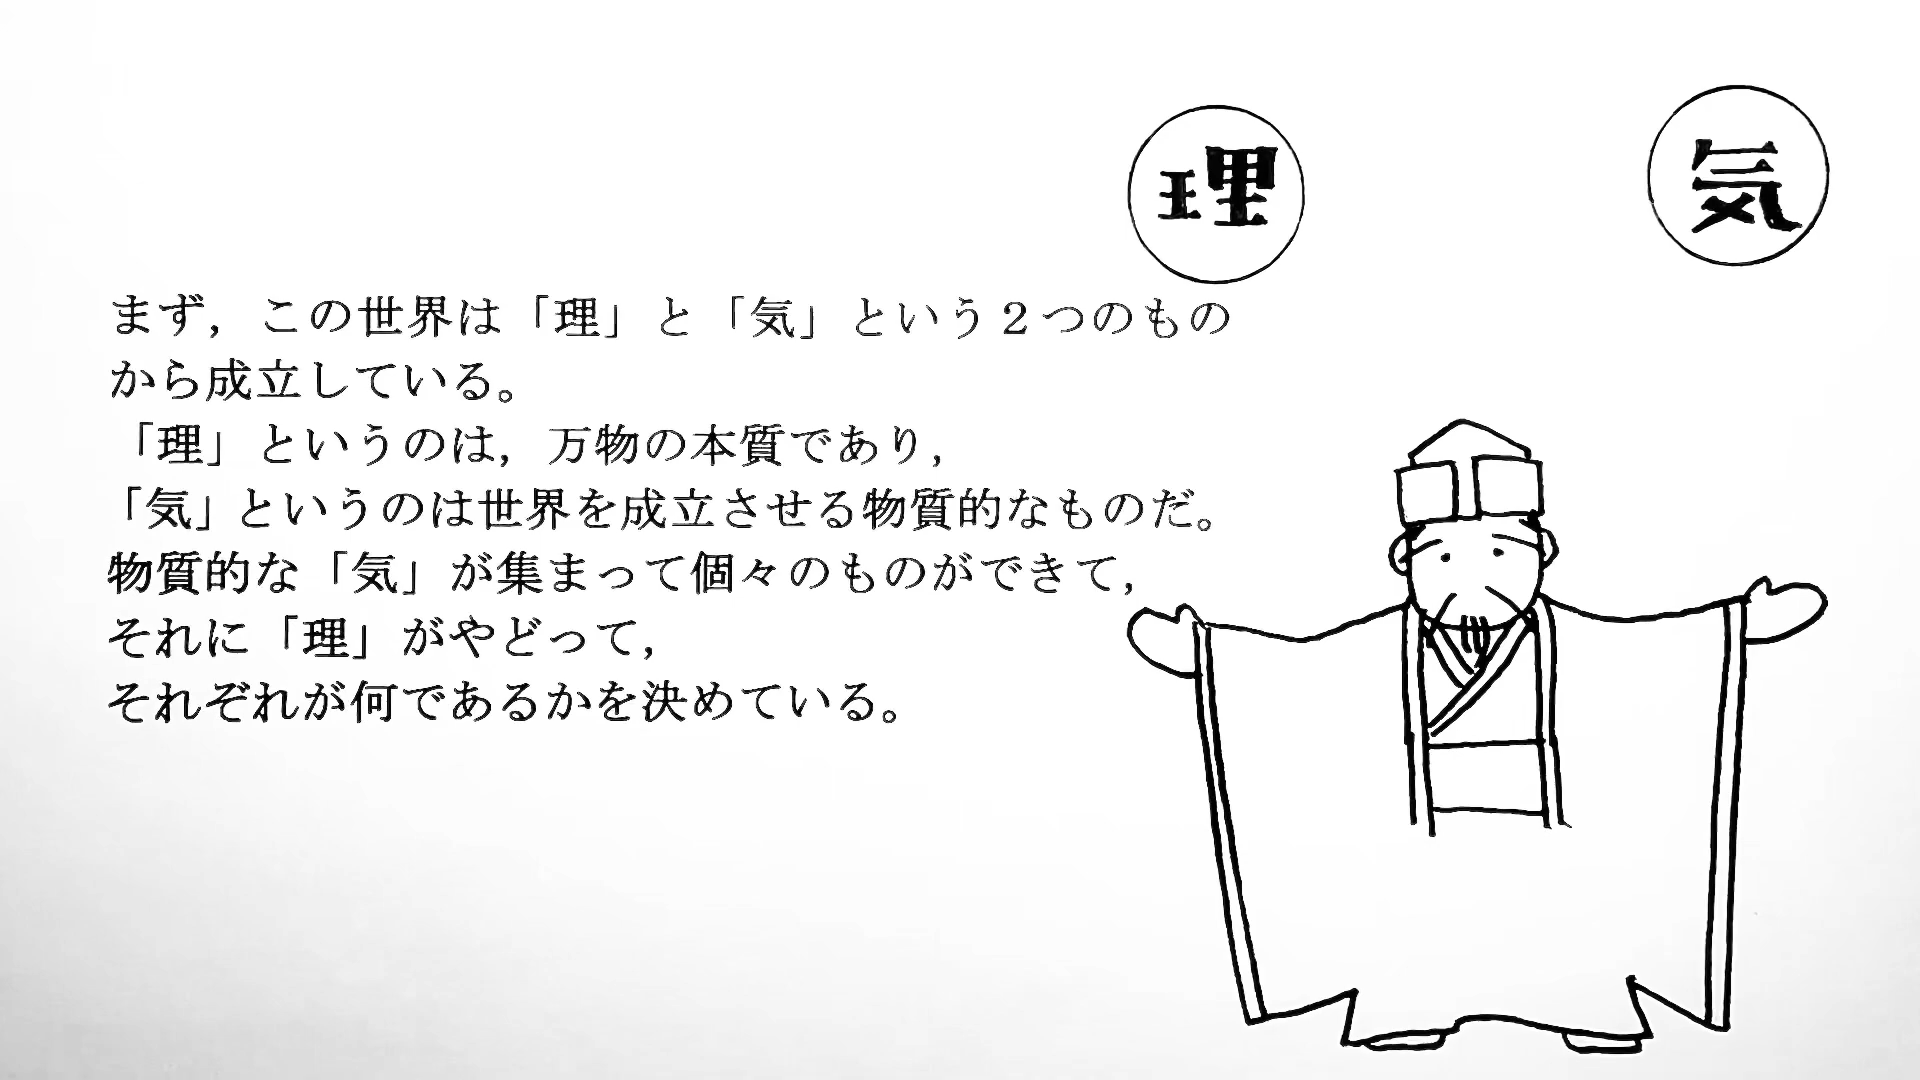 理
気
まず，この世界は「理」と「気」という２つのもの
から成立している。
「理」というのは，万物の本質であり，
「気」というのは世界を成立させる物質的なものだ。
物質的な「気」が集まって個々のものができて，
それに「理」がやどって，
それぞれが何であるかを決めている。